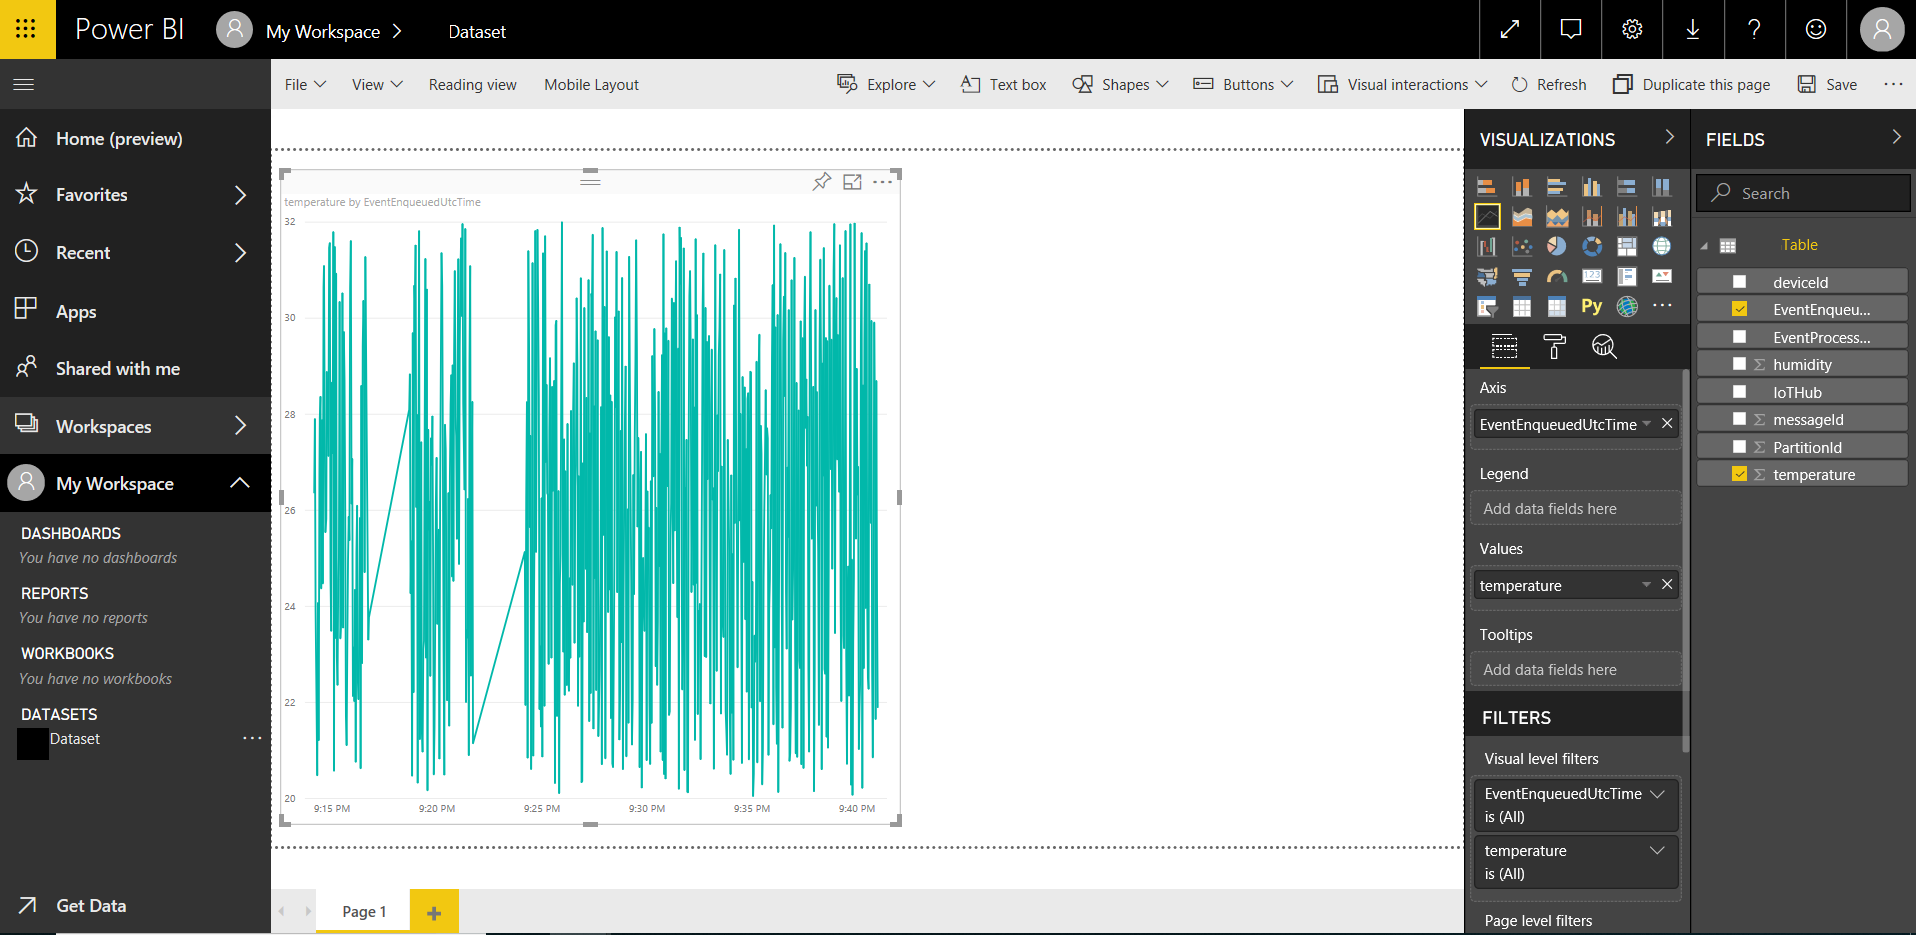 Power BI
My Workspace
Dataset
File
View
Reading view
Mobile Layout
Explore
Text box
Shapes
Buttons
Visual interactions
Refresh
Duplicate this page
Save
Home (preview)
Favorites
Recent
Apps
Shared with me
Workspaces
My Workspace
DASHBOARDS
You have no dashboards
REPORTS
You have no reports
WORKBOOKS
You have no workbooks
DATASETS
Dataset
Get Data
temperature by EventEnqueuedUtcTime
32
30
28
26
24
22
20
9:15 PM
9:20 PM
9:25 PM
9:30 PM
9:35 PM
9:40 PM
Page 1
VISUALIZATIONS
123
Py
Axis
EventEnqueuedUtcTime
Legend
Add data fields here
Values
temperature
Tooltips
Add data fields here
FILTERS
Visual level filters
EventEnqueuedUtcTime
is (All)
temperature
is (All)
Page level filters
FIELDS
Search
Table
deviceId
EventEnqueu...
EventProcess...
humidity
IoTHub
messageId
PartitionId
temperature